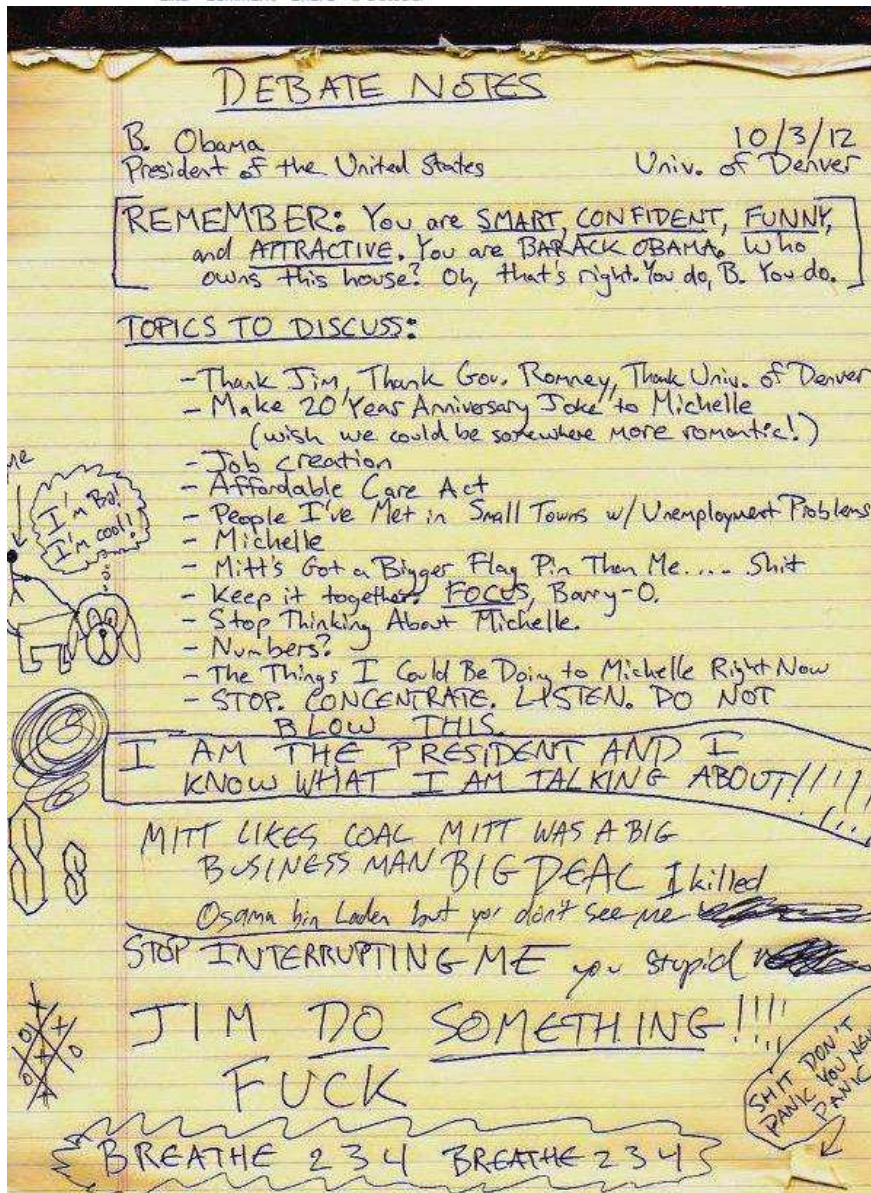 DEBATE NOTES
B. Obama 10/3/12
President of the United States Univ. of Denver
REMEMBER: You are SMART, CONFIDENT, FUNNY,
and ATTRACTIVE. You are BARACK OBAMA. Who
owns this house? Oh, that's right. You do, B. You do.
TOPICS TO DISCUSS:
- Thank Jim, Thank Gov. Romney, Thank Univ. of Denver
- Make 20 Year Anniversary Joke to Michelle
(wish we could be somewhere more romantic!)
- Job creation
- Affordable Care Act
- People I've Met in Small Towns w/ Unemployment Problems
- Michelle
- Mitt's Got a Bigger Flag Pin Than Me.... Shit
- Keep it together. FOCUS, Barry-O.
- Stop Thinking About Michelle.
- Numbers?
- The Things I Could Be Doing to Michelle Right Now
- STOP. CONCENTRATE. LISTEN. DO NOT
BLOW THIS.
I'm Bo!
I'm cool!
I AM THE PRESIDENT AND I
KNOW WHAT I AM TALKING ABOUT!!!!!
MITT LIKES COAL MITT WAS A BIG
BUSINESS MAN BIG DEAL I killed
Osama bin Laden but you don't see me
STOP INTERRUPTING ME you stupid
JIM DO SOMETHING!!!!
FUCK
SHIT DON'T
PANIC YOU
PANIC
BREATHE 2 3 4 BREATHE 2 3 4